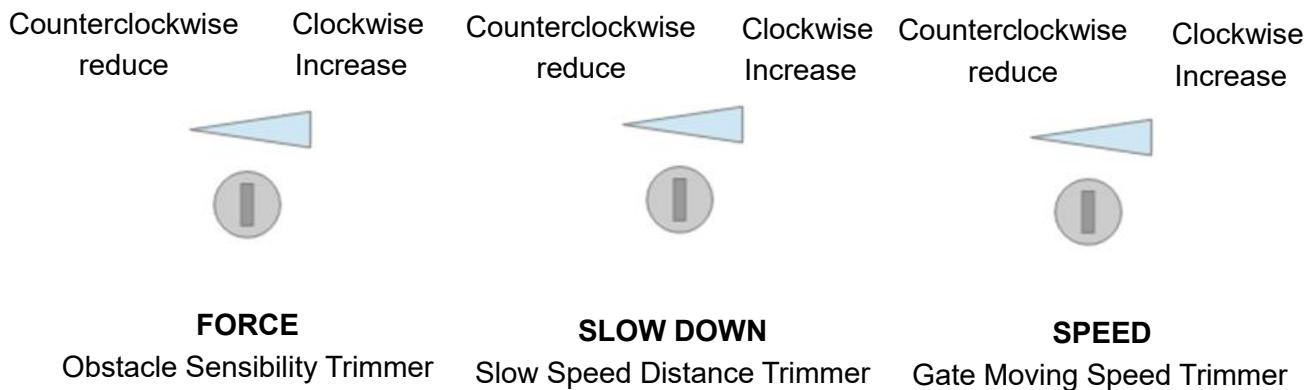 Counterclockwise reduce
Clockwise Increase
Counterclockwise reduce
Clockwise Increase
Counterclockwise reduce
Clockwise Increase
FORCE
Obstacle Sensibility Trimmer
SLOW DOWN
Slow Speed Distance Trimmer
SPEED
Gate Moving Speed Trimmer